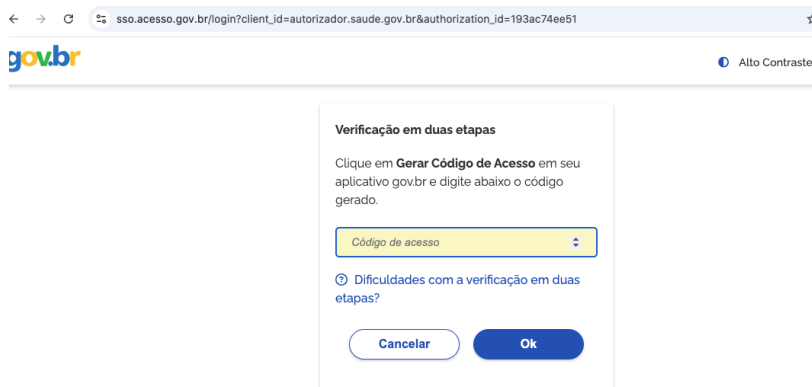 sso.acesso.gov.br/login?client_id=autorizador.saude.gov.br&authorization_id=193ac74ee51
gov.br
Alto Contraste
Verificação em duas etapas
Clique em Gerar Código de Acesso em seu
aplicativo gov.br e digite abaixo o código
gerado.
Código de acesso
Dificuldades com a verificação em duas
etapas?
Cancelar
Ok